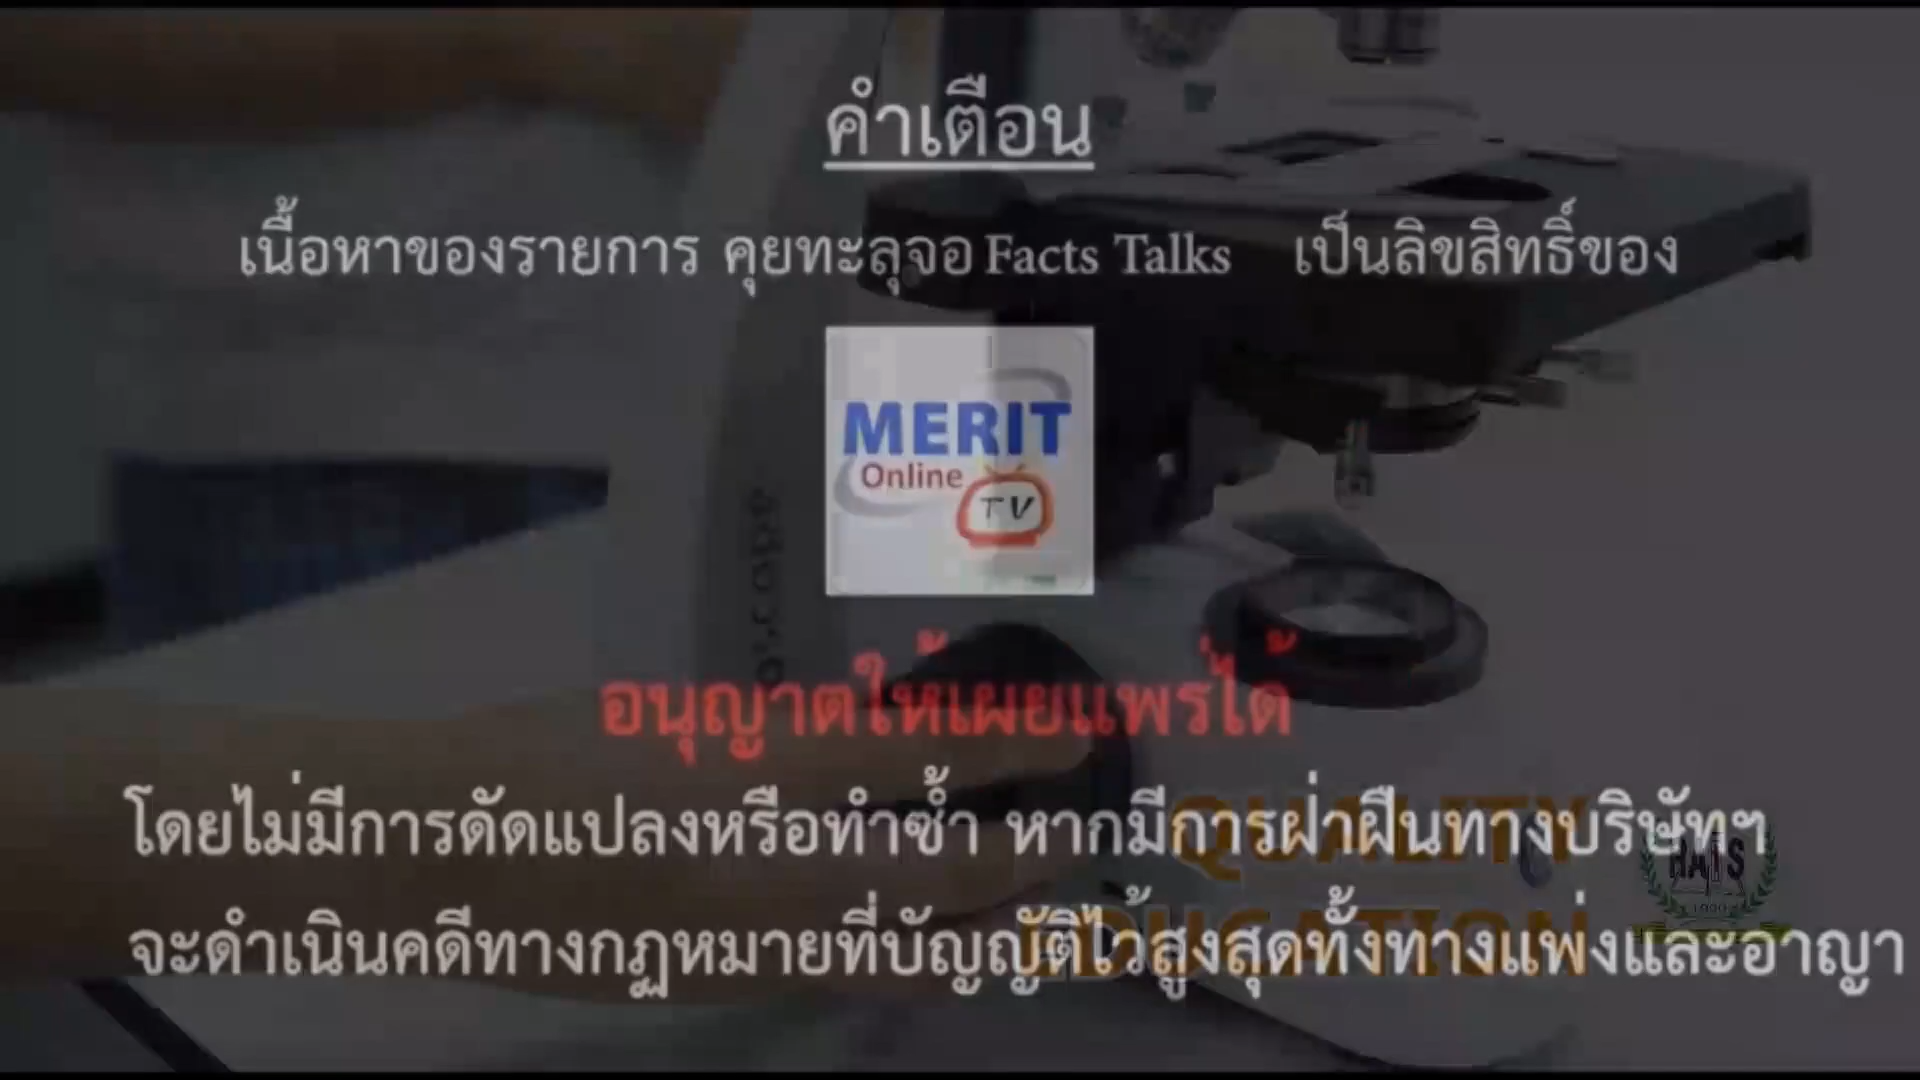 คำเตือน
เนื้อหาของรายการ คุยทะลุจอ Facts Talks เป็นลิขสิทธิ์ของ
MERIT
Online
TV
อนุญาตให้เผยแพร่ได้
โดยไม่มีการดัดแปลงหรือทำซ้ำ หากมีการฝ่าฝืนทางบริษัทฯ
จะดำเนินคดีทางกฎหมายที่บัญญัติไว้สูงสุดทั้งทางแพ่งและอาญา
QUALITY
EDUCATION